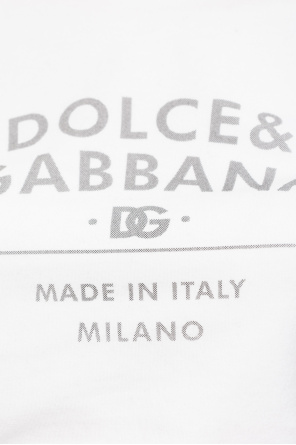 DOLCE&
GABBANA
· DG ·
MADE IN ITALY
MILANO